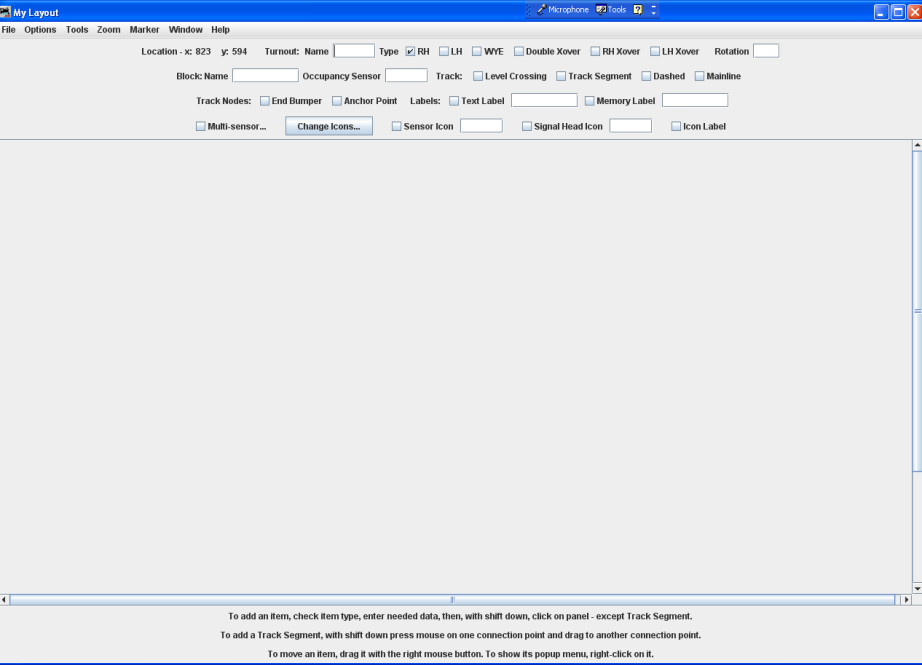 My Layout
Microphone Tools
File Options Tools Zoom Marker Window Help
Location - x: 823 y: 594 Turnout: Name Type RH LH WYE Double Xover RH Xover LH Xover Rotation
Block: Name Occupancy Sensor Track: Level Crossing Track Segment Dashed Mainline
Track Nodes: End Bumper Anchor Point Labels: Text Label Memory Label
Multi-sensor... Change Icons... Sensor Icon Signal Head Icon Icon Label
To add an item, check item type, enter needed data, then, with shift down, click on panel - except Track Segment.
To add a Track Segment, with shift down press mouse on one connection point and drag to another connection point.
To move an item, drag it with the right mouse button. To show its popup menu, right-click on it.